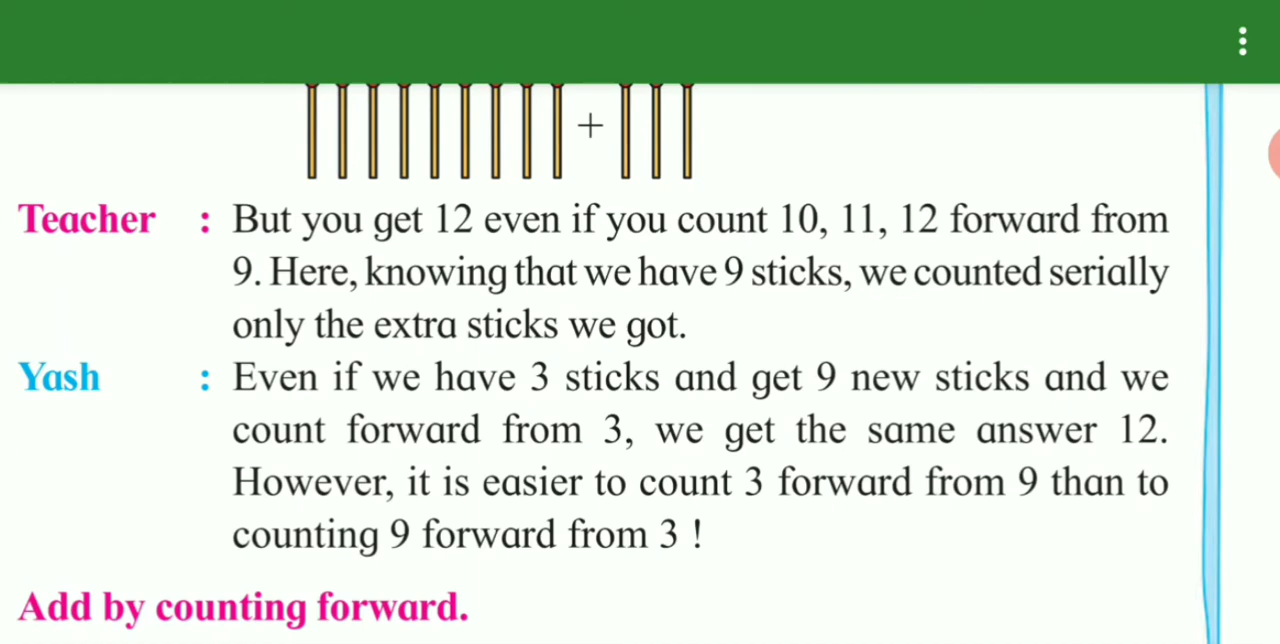 +
Teacher : But you get 12 even if you count 10, 11, 12 forward from
9. Here, knowing that we have 9 sticks, we counted serially
only the extra sticks we got.
Yash : Even if we have 3 sticks and get 9 new sticks and we
count forward from 3, we get the same answer 12.
However, it is easier to count 3 forward from 9 than to
counting 9 forward from 3 !
Add by counting forward.